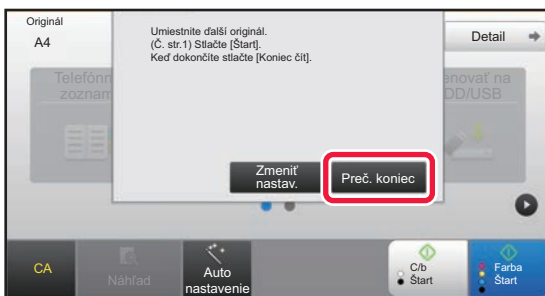 Originál
A4
Umiestnite ďalší originál.
(Č. str.1) Stlačte [Štart].
Keď dokončíte stlačte [Koniec čít].
Detail
Telefónn
zoznam
enovať na
DD/USB
Zmeniť
nastav.
Preč. koniec
CA
Náhľad
Auto
nastavenie
C/b
Štart
Farba
Štart